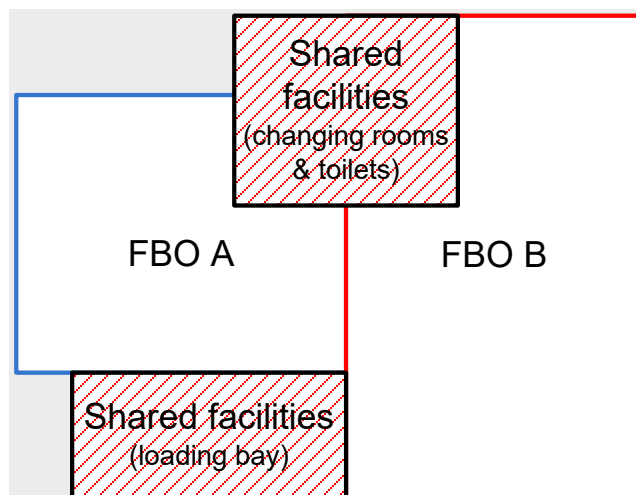 Shared
facilities
(changing rooms
& toilets)
FBO A
FBO B
Shared facilities
(loading bay)